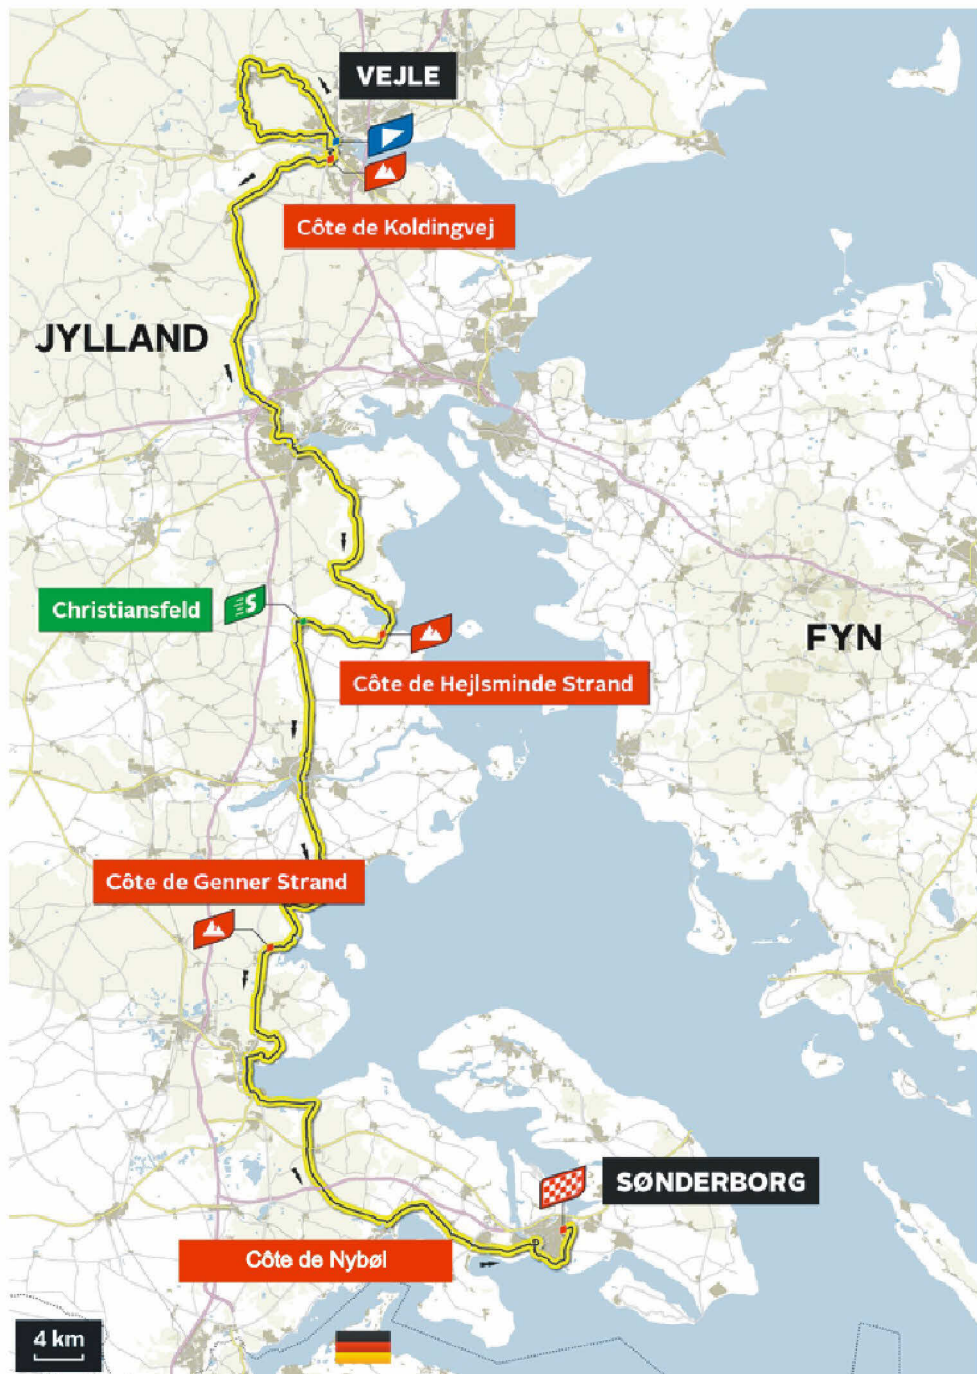 VEJLE
Côte de Koldingvej
JYLLAND
Christiansfeld
S
FYN
Côte de Hejlsminde Strand
Côte de Genner Strand
SØNDERBORG
Côte de Nybøl
4 km